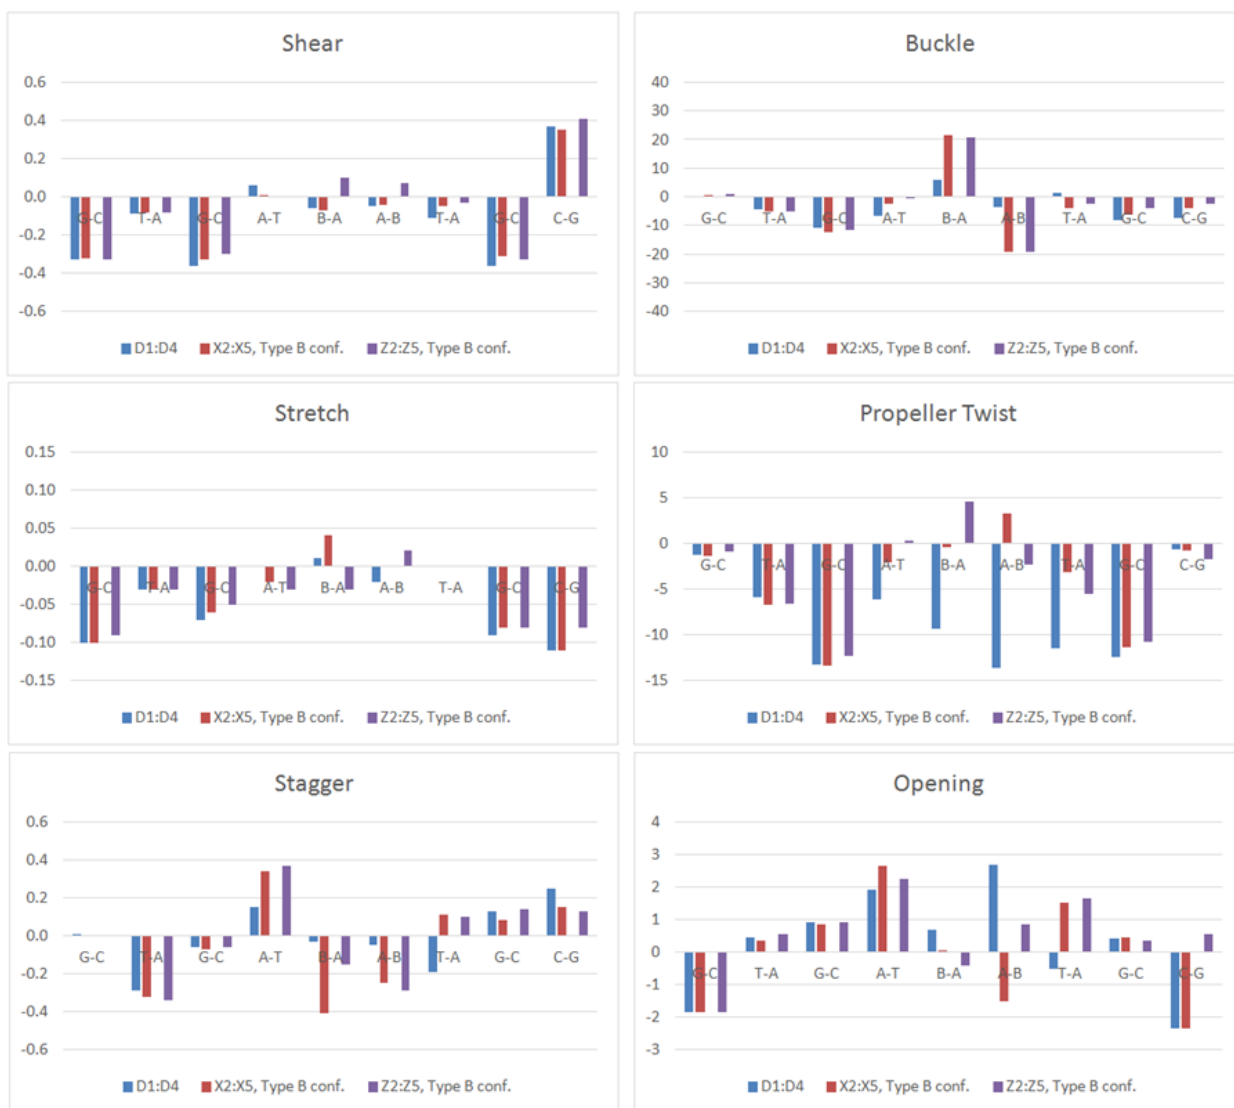 Shear
0.6
0.4
0.2
0.0
-0.2
-0.4
-0.6
G-C T-A G-C A-T B-A A-B T-A G-C C-G
D1:D4 X2:X5, Type B conf. Z2:Z5, Type B conf.
Buckle
40
30
20
10
0
-10
-20
-30
-40
G-C T-A G-C A-T B-A A-B T-A G-C C-G
D1:D4 X2:X5, Type B conf. Z2:Z5, Type B conf.
Stretch
0.15
0.10
0.05
0.00
-0.05
-0.10
-0.15
G-C T-A G-C A-T B-A A-B T-A G-C C-G
D1:D4 X2:X5, Type B conf. Z2:Z5, Type B conf.
Propeller Twist
10
5
0
-5
-10
-15
G-C T-A G-C A-T B-A A-B T-A G-C C-G
D1:D4 X2:X5, Type B conf. Z2:Z5, Type B conf.
Stagger
0.6
0.4
0.2
0.0
-0.2
-0.4
-0.6
G-C T-A G-C A-T B-A A-B T-A G-C C-G
D1:D4 X2:X5, Type B conf. Z2:Z5, Type B conf.
Opening
4
3
2
1
0
-1
-2
-3
G-C T-A G-C A-T B-A A-B T-A G-C C-G
D1:D4 X2:X5, Type B conf. Z2:Z5, Type B conf.